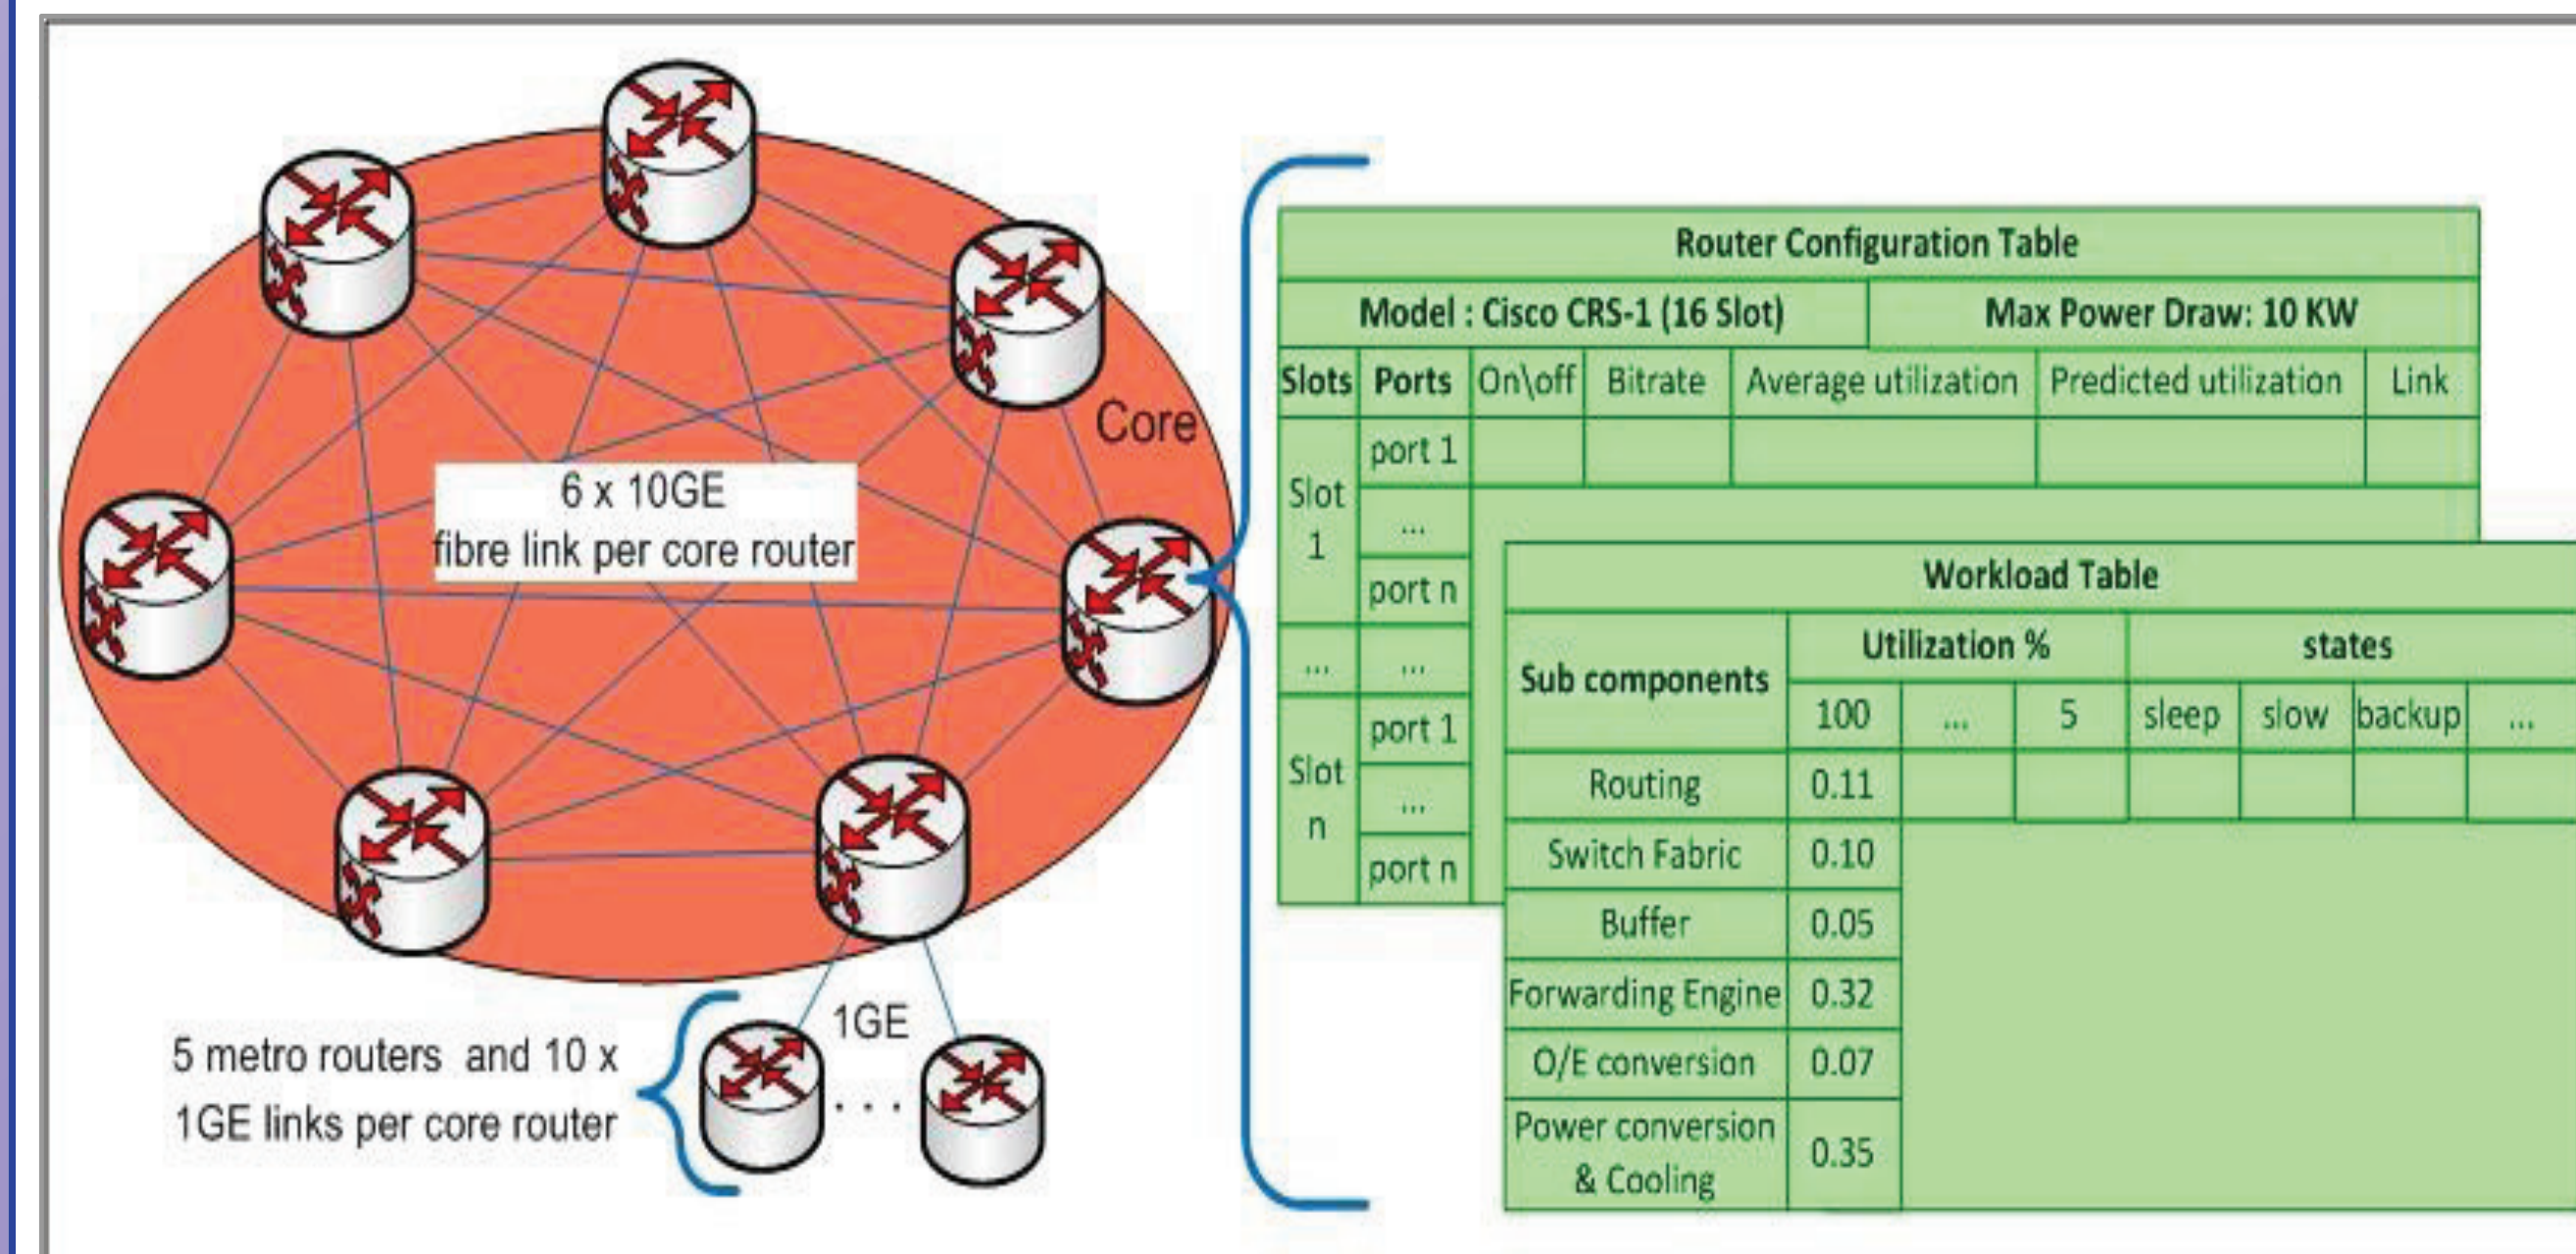 Core
6 x 10GE
fibre link per core router
1GE
5 metro routers and 10 x
1GE links per core router
. . .
Router Configuration Table
Model : Cisco CRS-1 (16 Slot) Max Power Draw: 10 KW
Slots Ports On\off Bitrate Average utilization Predicted utilization Link
Slot
1
port 1
...
port n
... ...
Slot
n
port 1
...
port n
Workload Table
Sub components Utilization % states
100 ... 5 sleep slow backup ...
Routing 0.11
Switch Fabric 0.10
Buffer 0.05
Forwarding Engine 0.32
O/E conversion 0.07
Power conversion
& Cooling 0.35